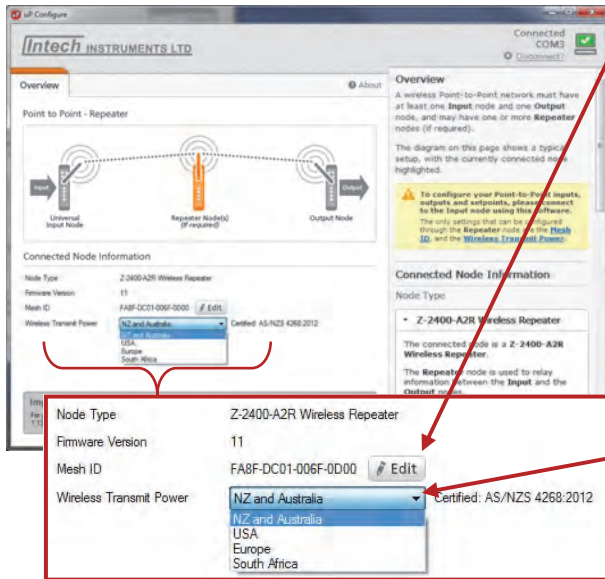 uP Configure
Intech INSTRUMENTS LTD
Connected
COM3
Disconnect?
Overview
About
Point to Point - Repeater
Input
Output
Universal
Input Node
Repeater Node(s)
(If required)
Output Node
Connected Node Information
Node Type Z-2400-A2R Wireless Repeater
Firmware Version 11
Mesh ID FA8F-DC01-006F-0D00 Edit
Wireless Transmit Power NZ and Australia Certified: AS/NZS 4268:2012
NZ and Australia
USA
Europe
South Africa
Overview
A wireless Point-to-Point network must have
at least one Input node and one Output
node, and may have one or more Repeater
nodes (if required).
The diagram on this page shows a typical
setup, with the currently connected node
highlighted.
To configure your Point-to-Point inputs,
outputs and setpoints, please connect
to the Input node using this software.
The only settings that can be configured
through the Repeater node are the Mesh
ID, and the Wireless Transmit Power.
Connected Node Information
Node Type
• Z-2400-A2R Wireless Repeater
The connected node is a Z-2400-A2R
Wireless Repeater.
The Repeater node is used to relay
information between the Input and the
Output nodes.
Node Type Z-2400-A2R Wireless Repeater
Firmware Version 11
Mesh ID FA8F-DC01-006F-0D00 Edit
Wireless Transmit Power NZ and Australia Certified: AS/NZS 4268:2012
NZ and Australia
USA
Europe
South Africa